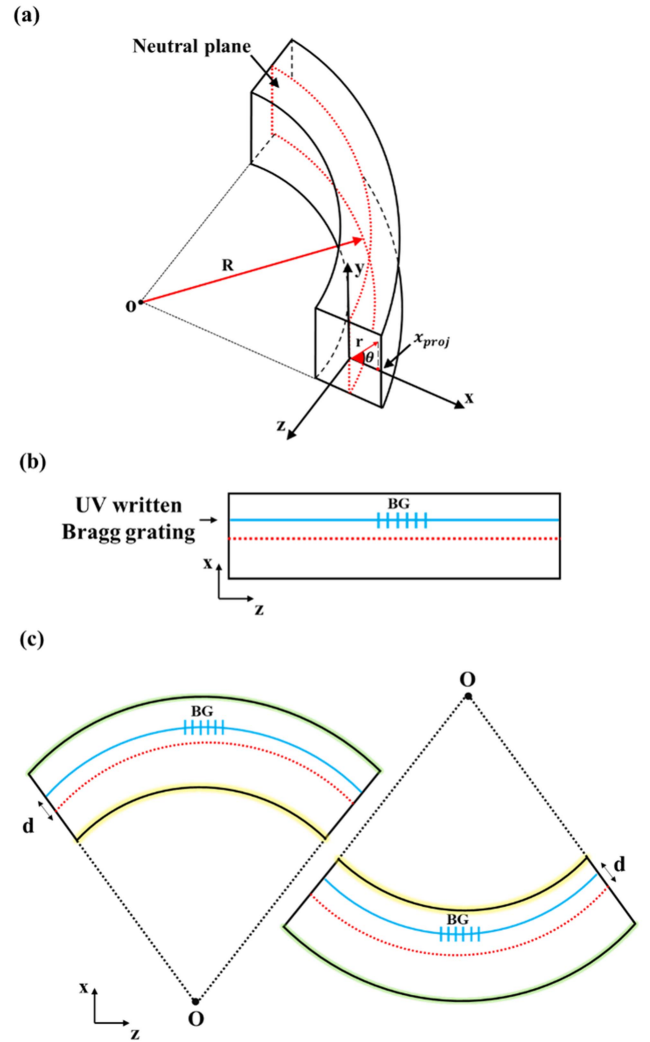 (a)
Neutral plane
R
o
y
r
θ
x_proj
x
z
(b)
UV written
Bragg grating
BG
x
z
(c)
O
BG
d
d
BG
x
z
O